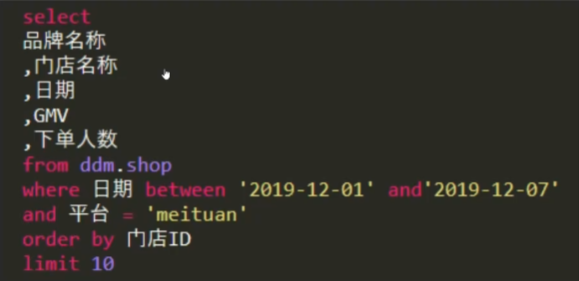 select
品牌名称
,门店名称
,日期
,GMV
,下单人数
from ddm.shop
where 日期 between '2019-12-01' and'2019-12-07'
and 平台 = 'meituan'
order by 门店ID
limit 10